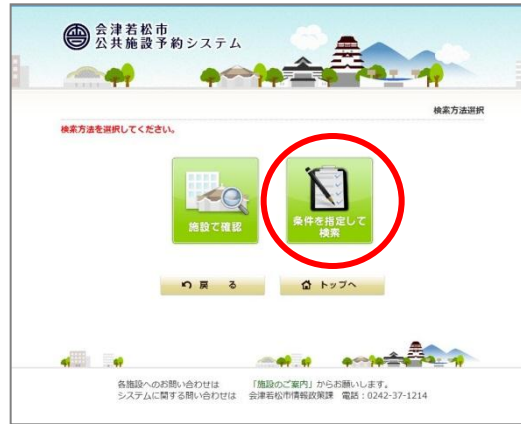 会津若松市
公共施設予約システム
検索方法選択
検索方法を選択してください。
施設で確認
条件を指定して
検索
戻 る
トップへ
各施設へのお問い合わせは 「施設のご案内」からお願いします。
システムに関する問い合わせは 会津若松市情報政策課 電話：0242-37-1214